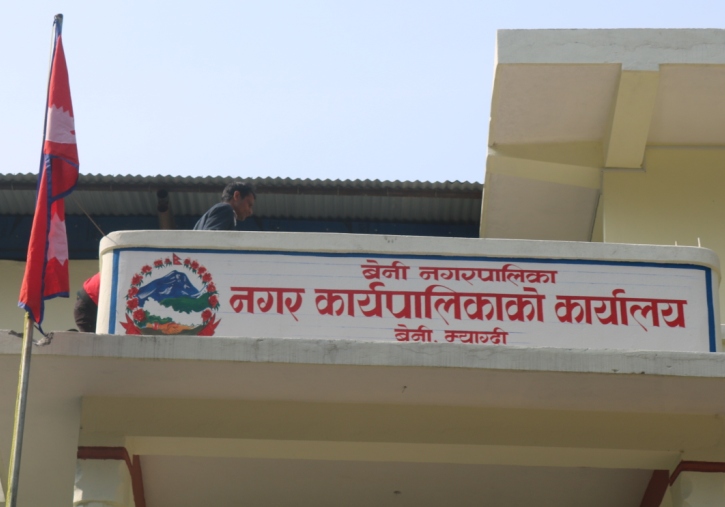 बेनी नगरपालिका
नगर कार्यपालिकाको कार्यालय
बेनी, म्याग्दी